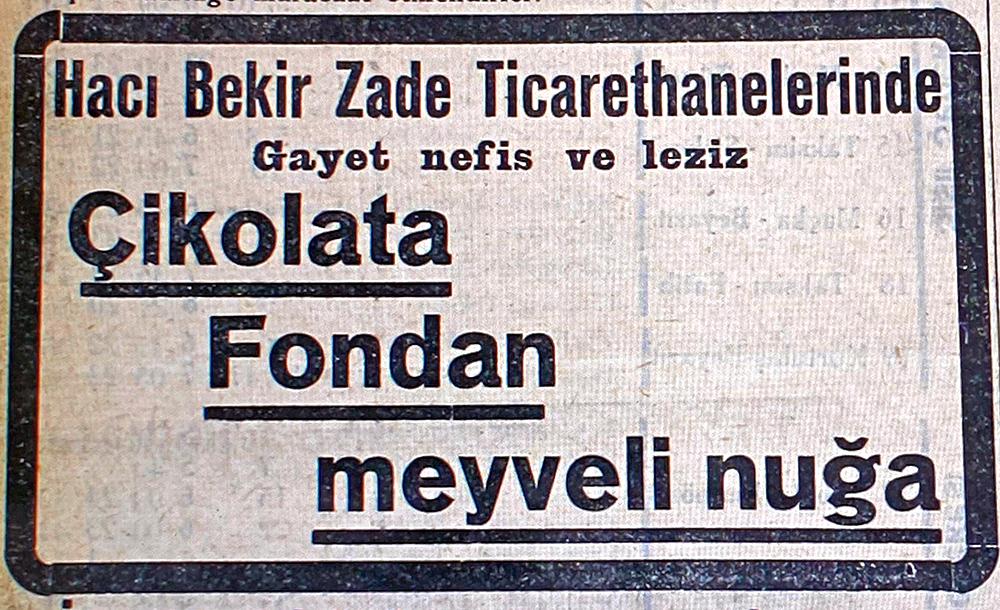 Hacı Bekir Zade Ticarethanelerinde
Gayet nefis ve leziz
Çikolata
Fondan
meyveli nuğa